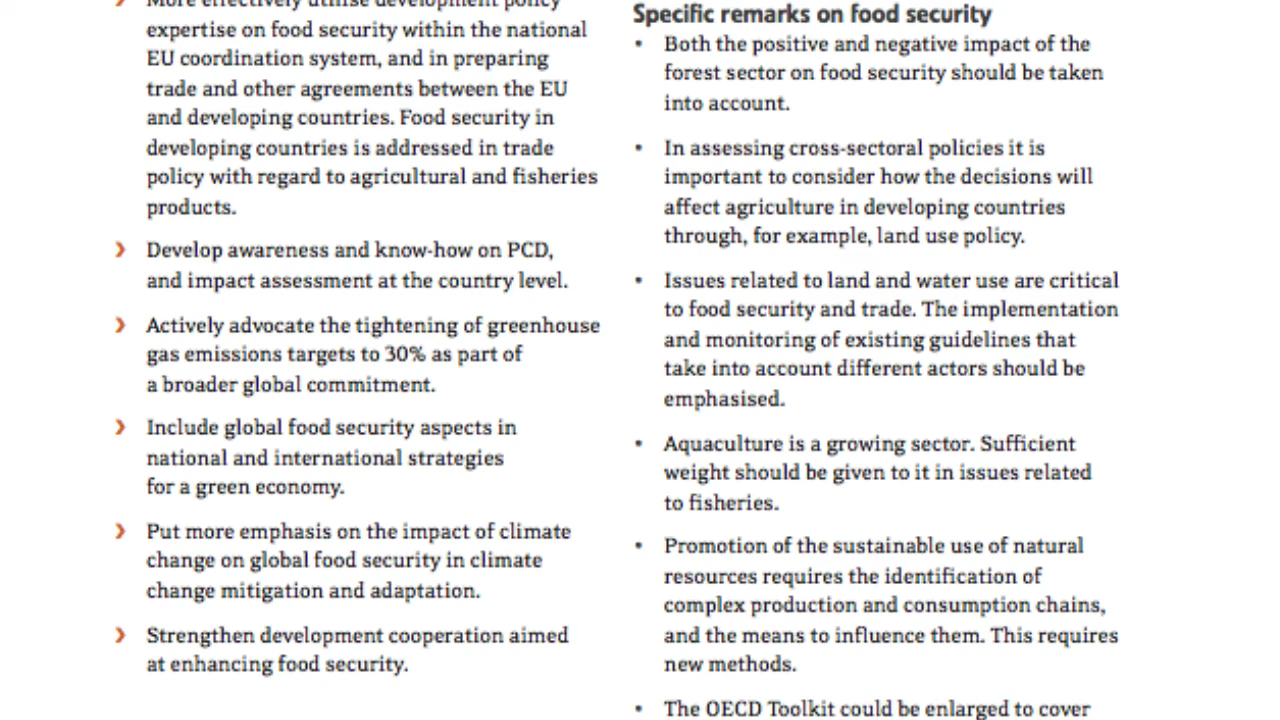 More effectively utilise development policy
expertise on food security within the national
EU coordination system, and in preparing
trade and other agreements between the EU
and developing countries. Food security in
developing countries is addressed in trade
policy with regard to agricultural and fisheries
products.
› Develop awareness and know-how on PCD,
and impact assessment at the country level.
› Actively advocate the tightening of greenhouse
gas emissions targets to 30% as part of
a broader global commitment.
› Include global food security aspects in
national and international strategies
for a green economy.
› Put more emphasis on the impact of climate
change on global food security in climate
change mitigation and adaptation.
› Strengthen development cooperation aimed
at enhancing food security.
Specific remarks on food security
• Both the positive and negative impact of the
forest sector on food security should be taken
into account.
• In assessing cross-sectoral policies it is
important to consider how the decisions will
affect agriculture in developing countries
through, for example, land use policy.
• Issues related to land and water use are critical
to food security and trade. The implementation
and monitoring of existing guidelines that
take into account different actors should be
emphasised.
• Aquaculture is a growing sector. Sufficient
weight should be given to it in issues related
to fisheries.
• Promotion of the sustainable use of natural
resources requires the identification of
complex production and consumption chains,
and the means to influence them. This requires
new methods.
• The OECD Toolkit could be enlarged to cover